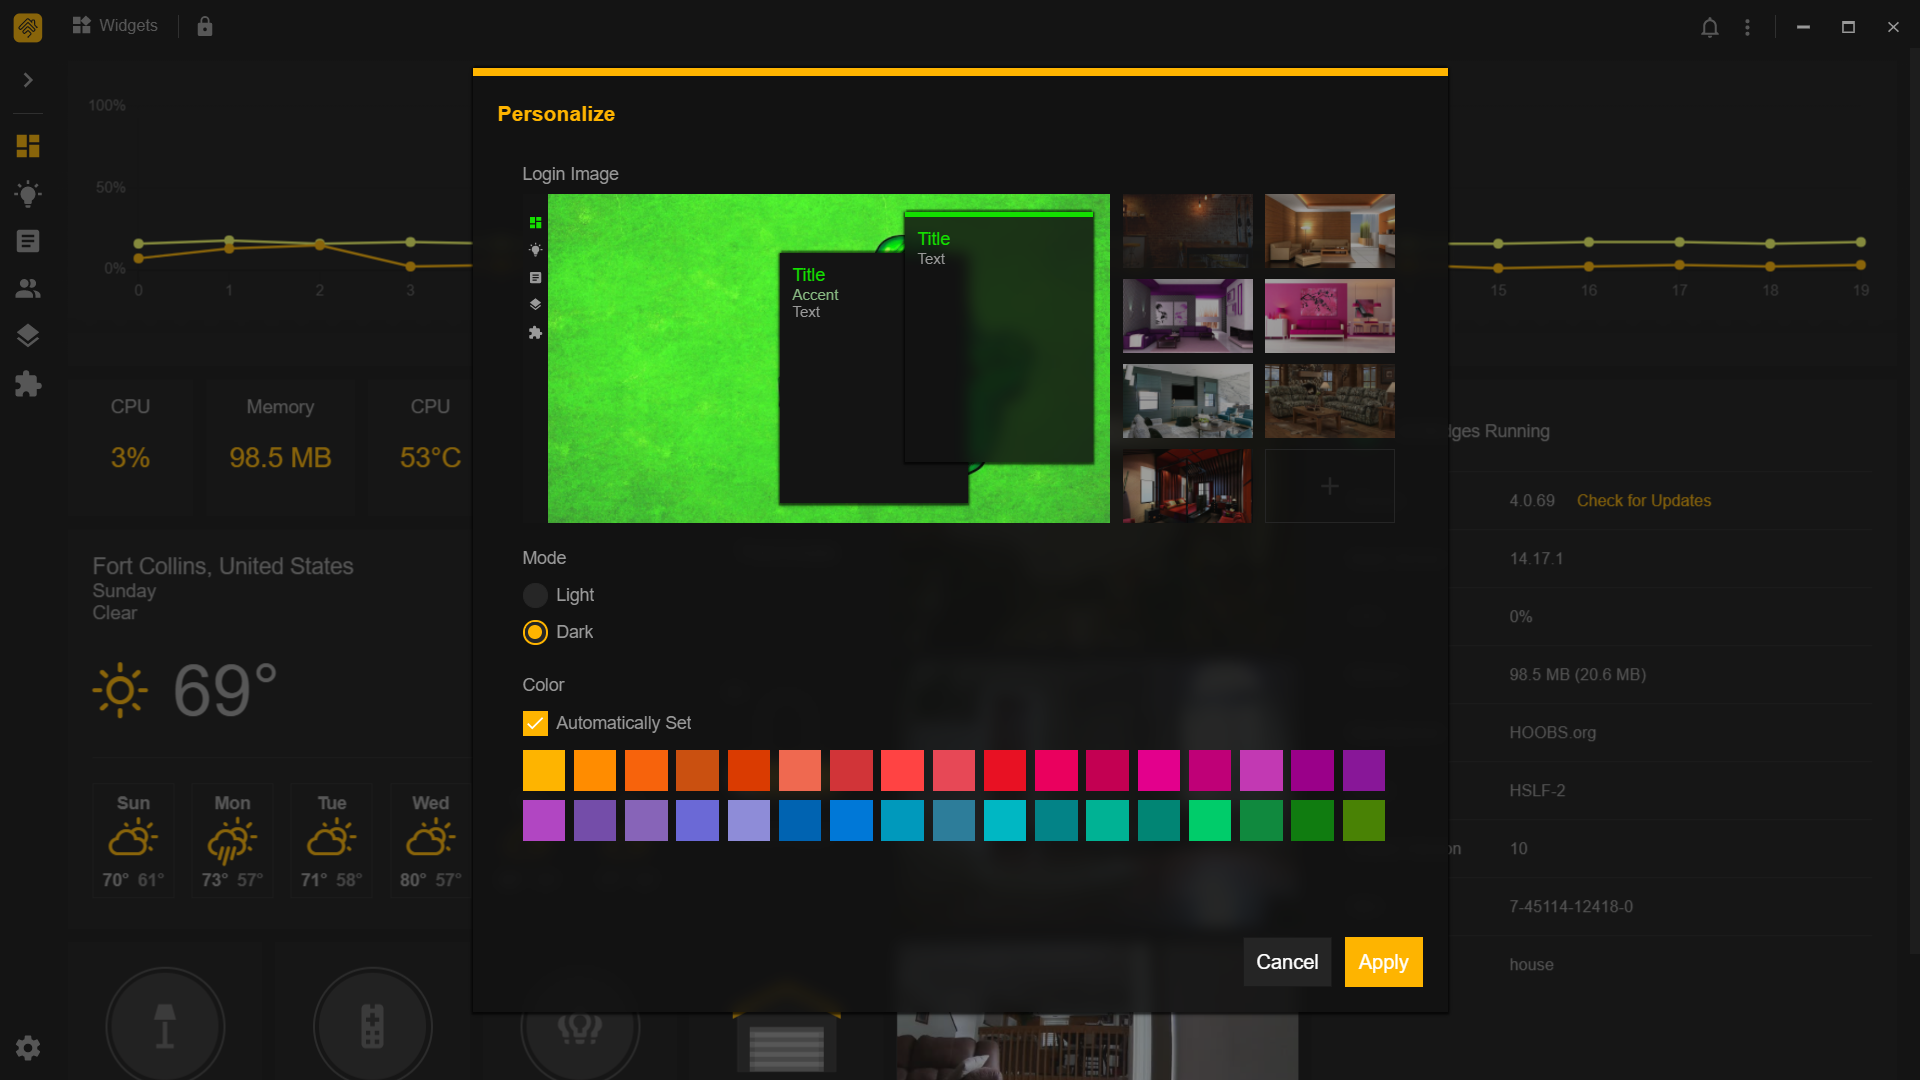 Widgets
100%
50%
0%
0 1 2 3
15 16 17 18 19
CPU
3%
Memory
98.5 MB
CPU
53°C
Fort Collins, United States
Sunday
Clear
69°
Sun
70° 61°
Mon
73° 57°
Tue
71° 58°
Wed
80° 57°
Personalize
Login Image
Title
Accent
Text
Title
Text
Mode
Light
Dark
Color
Automatically Set
Cancel
Apply
Running
4.0.69 Check for Updates
14.17.1
0%
98.5 MB (20.6 MB)
HOOBS.org
HSLF-2
10
7-45114-12418-0
house